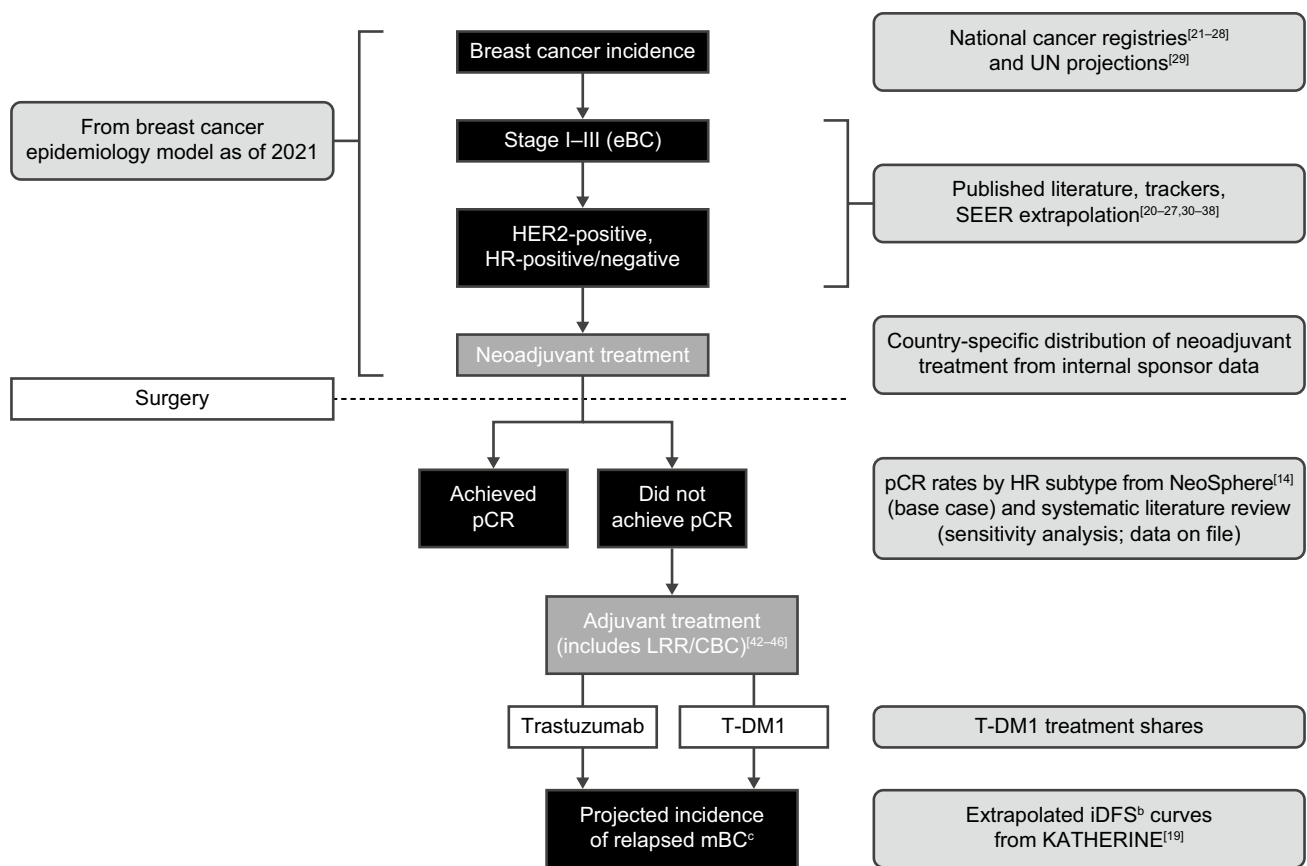 Breast cancer incidence
National cancer registries[21–28]
and UN projections[29]
From breast cancer
epidemiology model as of 2021
Stage I–III (eBC)
Published literature, trackers,
SEER extrapolation[20–27,30–38]
HER2-positive,
HR-positive/negative
Neoadjuvant treatment
Country-specific distribution of neoadjuvant
treatment from internal sponsor data
Surgery
Achieved
pCR
Did not
achieve pCR
pCR rates by HR subtype from NeoSphere[14]
(base case) and systematic literature review
(sensitivity analysis; data on file)
Adjuvant treatment
(includes LRR/CBC)[42–46]
Trastuzumab
T-DM1
T-DM1 treatment shares
Projected incidence
of relapsed mBCc
Extrapolated iDFSb curves
from KATHERINE[19]